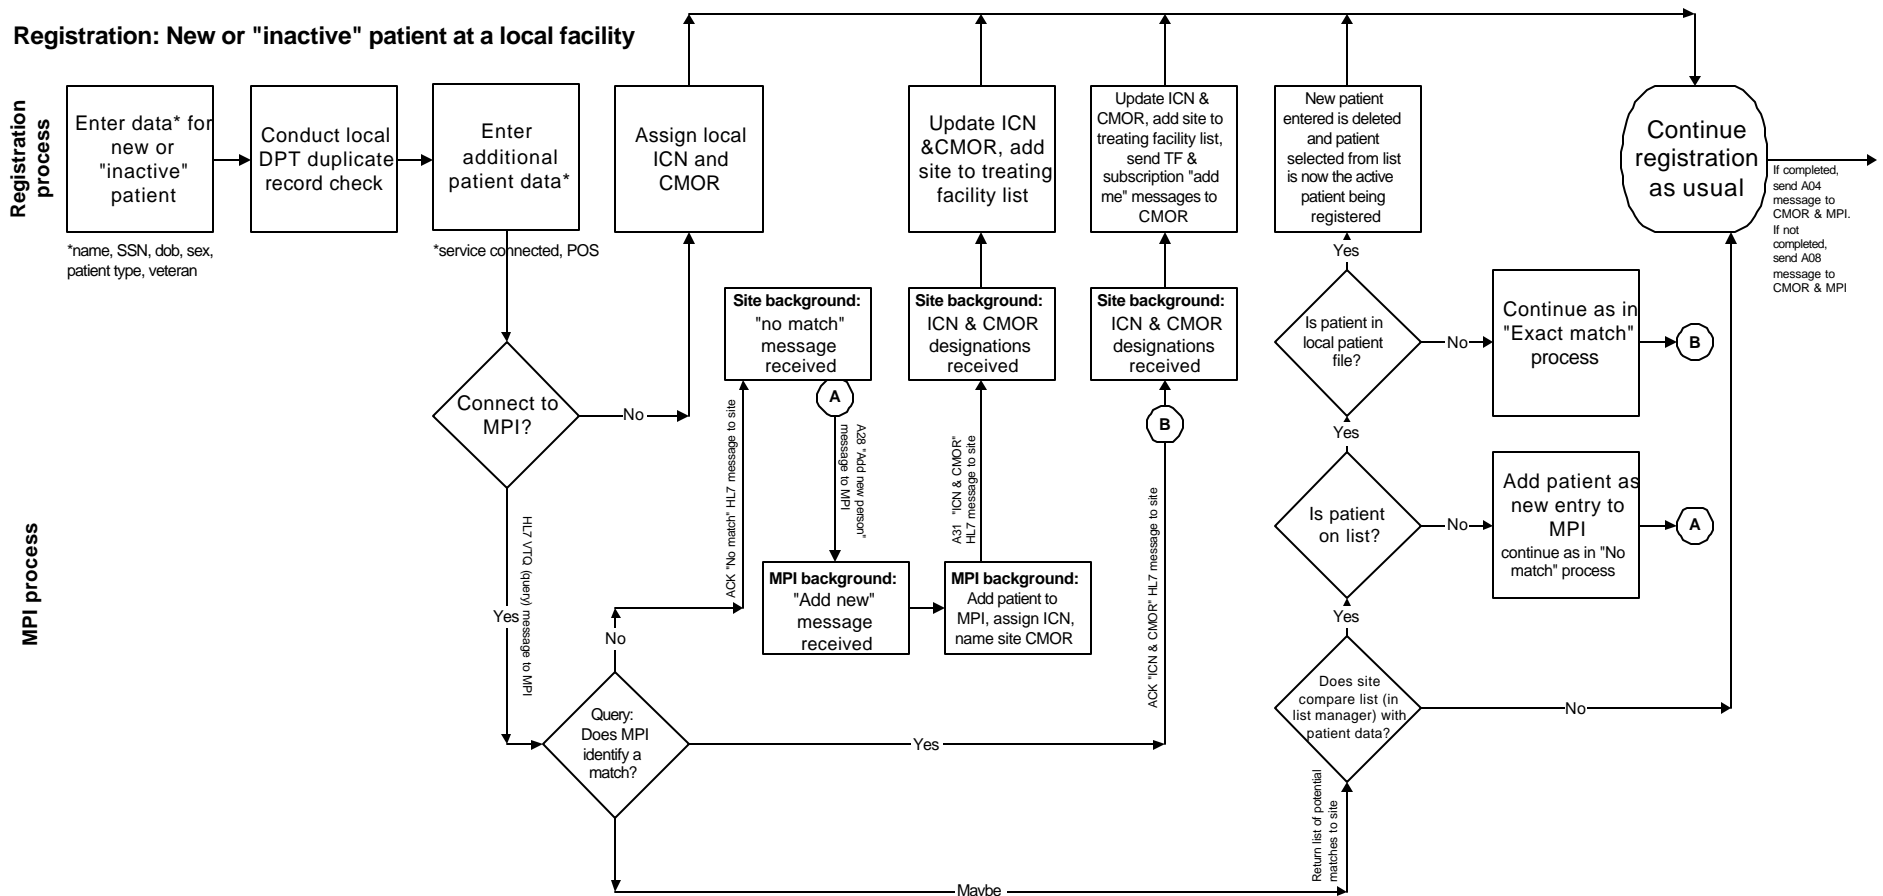 Registration: New or "inactive" patient at a local facility
Registration
process
Enter data* for
new or
"inactive"
patient
*name, SSN, dob, sex,
patient type, veteran
Conduct local
DPT duplicate
record check
Enter
additional
patient data*
*service connected, POS
Assign local
ICN and
CMOR
Update ICN
&CMOR, add
site to treating
facility list
Update ICN &
CMOR, add site to
treating facility list,
send TF &
subscription "add
me" messages to
CMOR
New patient
entered is deleted
and patient
selected from list
is now the active
patient being
registered
Continue
registration
as usual
If completed,
send A04
message to
CMOR & MPI.
If not
completed,
send A08
message to
CMOR & MPI
Yes
Site background:
"no match"
message
received
A
Site background:
ICN & CMOR
designations
received
Site background:
ICN & CMOR
designations
received
B
Is patient in
local patient
file?
No
Continue as in
"Exact match"
process
B
Connect to
MPI?
No
Yes
ACK "No match" HL7 message to site
A28 "Add new person"
message to MPI
A31 "ICN & CMOR"
HL7 message to site
ACK "ICN & CMOR" HL7 message to site
MPI process
HL7 VTQ (query) message to MPI
Yes
Is patient
on list?
No
Add patient as
new entry to
MPI
continue as in "No
match" process
A
Yes
No
MPI background:
"Add new"
message
received
MPI background:
Add patient to
MPI, assign ICN,
name site CMOR
Query:
Does MPI
identify a
match?
Yes
Does site
compare list (in
list manager) with
patient data?
No
Return list of potential
matches to site
Maybe